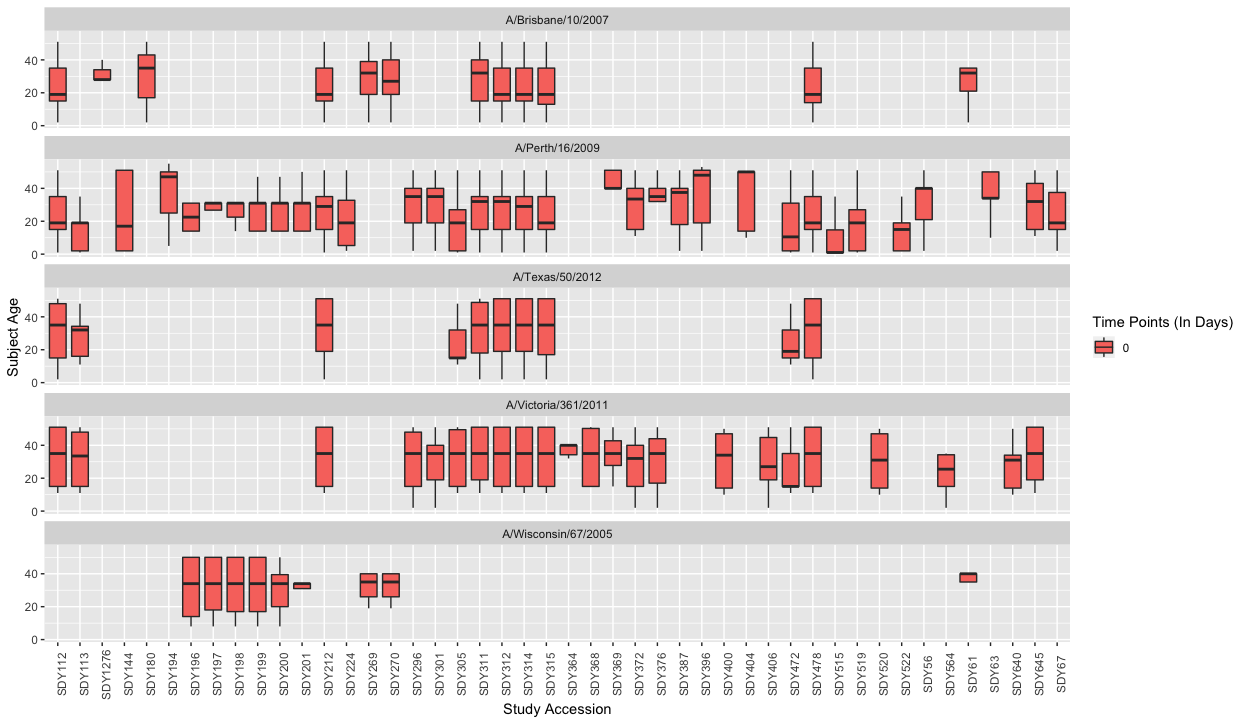 A/Brisbane/10/2007
40
20
0
A/Perth/16/2009
40
20
0
A/Texas/50/2012
40
20
0
A/Victoria/361/2011
40
20
0
A/Wisconsin/67/2005
40
20
0
Subject Age
SDY112
SDY113
SDY1276
SDY144
SDY180
SDY194
SDY196
SDY197
SDY198
SDY199
SDY200
SDY201
SDY212
SDY224
SDY269
SDY270
SDY296
SDY301
SDY305
SDY311
SDY312
SDY314
SDY315
SDY364
SDY368
SDY369
SDY372
SDY376
SDY387
SDY396
SDY400
SDY404
SDY406
SDY472
SDY478
SDY515
SDY519
SDY520
SDY522
SDY56
SDY564
SDY61
SDY63
SDY640
SDY645
SDY67
Study Accession
Time Points (In Days)
0